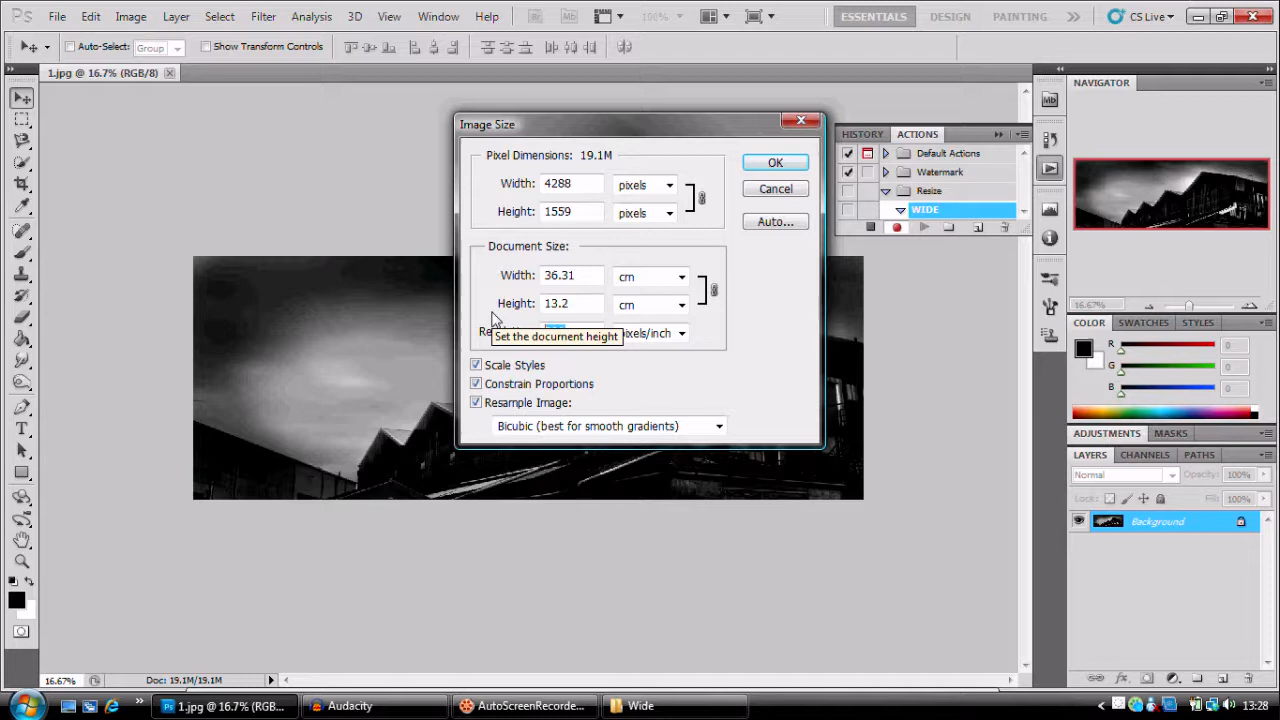 Ps File Edit Image Layer Select Filter Analysis 3D View Window Help Br Mb 100% ESSENTIALS DESIGN PAINTING CS Live
Auto-Select: Group Show Transform Controls
1.jpg @ 16.7% (RGB/8)
Image Size
Pixel Dimensions: 19.1M
Width: 4288 pixels
Height: 1559 pixels
Document Size:
Width: 36.31 cm
Height: 13.2 cm
pixels/inch
Set the document height
Scale Styles
Constrain Proportions
Resample Image:
Bicubic (best for smooth gradients)
OK
Cancel
Auto...
HISTORY ACTIONS
Default Actions
Watermark
Resize
WIDE
Mb
NAVIGATOR
16.67%
COLOR SWATCHES STYLES
R 0
G 0
B 0
ADJUSTMENTS MASKS
LAYERS CHANNELS PATHS
Normal Opacity: 100%
Lock: Fill: 100%
Background
16.67% Doc: 19.1M/19.1M
1.jpg @ 16.7% (RGB... Audacity AutoScreenRecorde... Wide 13:28